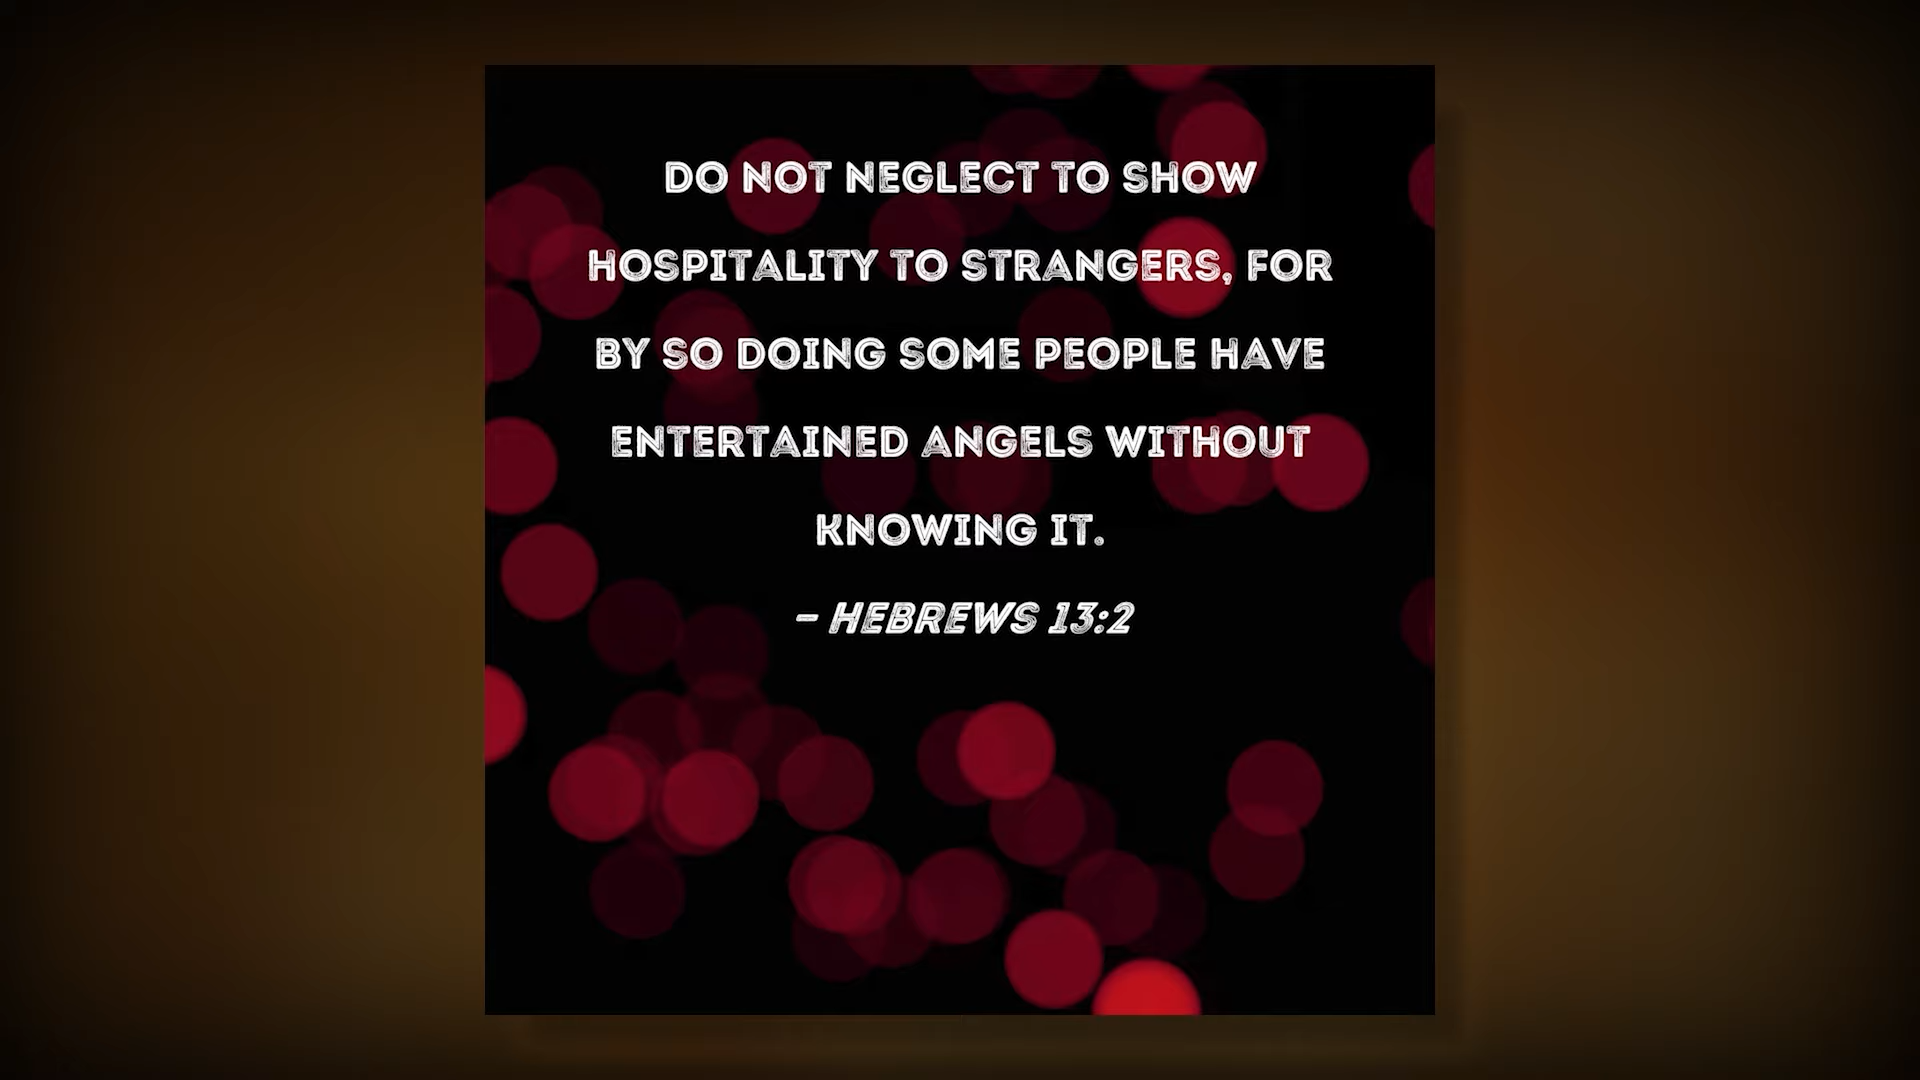 DO NOT NEGLECT TO SHOW
HOSPITALITY TO STRANGERS, FOR
BY SO DOING SOME PEOPLE HAVE
ENTERTAINED ANGELS WITHOUT
KNOWING IT.
– HEBREWS 13:2